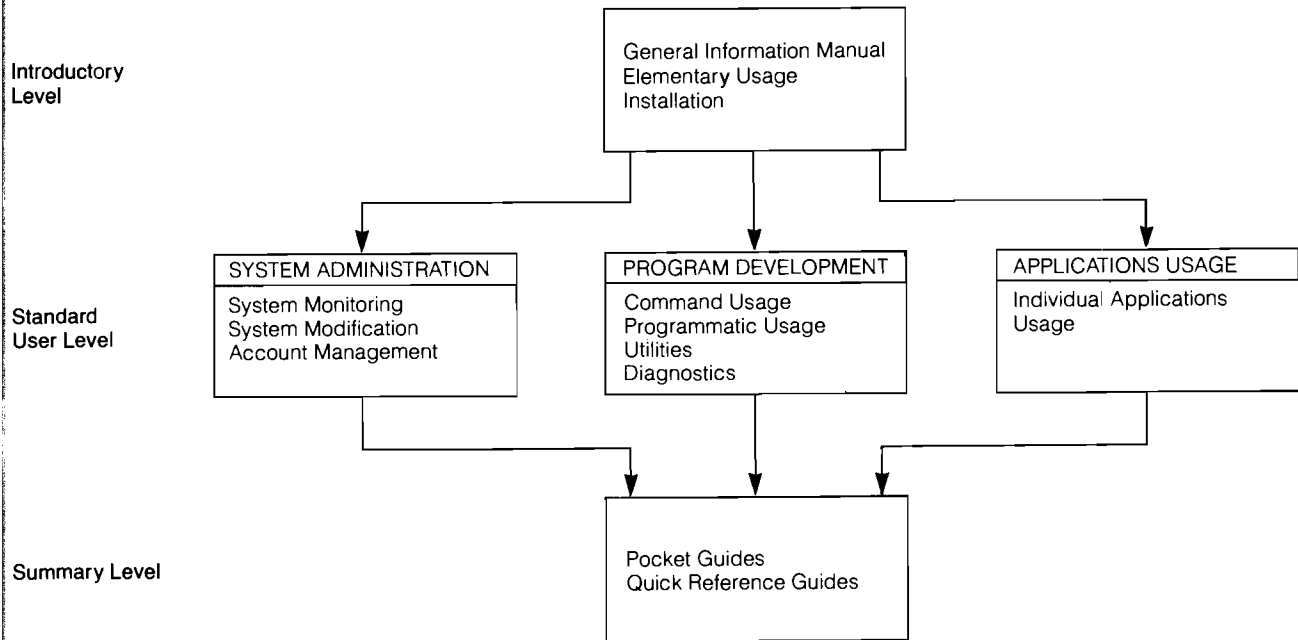 Introductory
Level
General Information Manual
Elementary Usage
Installation
Standard
User Level
SYSTEM ADMINISTRATION
System Monitoring
System Modification
Account Management
PROGRAM DEVELOPMENT
Command Usage
Programmatic Usage
Utilities
Diagnostics
APPLICATIONS USAGE
Individual Applications
Usage
Summary Level
Pocket Guides
Quick Reference Guides